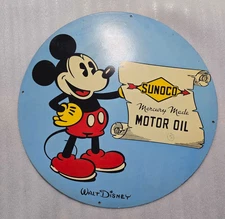 SUNOCO
Mercury Made
MOTOR OIL
WALT DISNEY